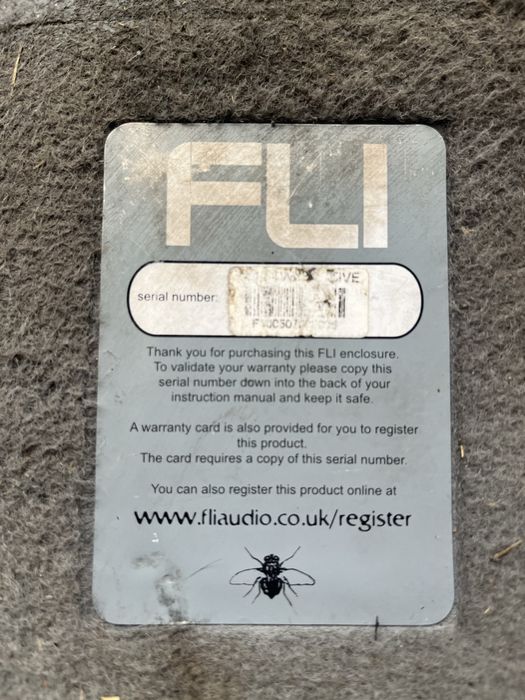 FLI
serial number:
Thank you for purchasing this FLI enclosure.
To validate your warranty please copy this
serial number down into the back of your
instruction manual and keep it safe.
A warranty card is also provided for you to register
this product.
The card requires a copy of this serial number.
You can also register this product online at
www.fliaudio.co.uk/register